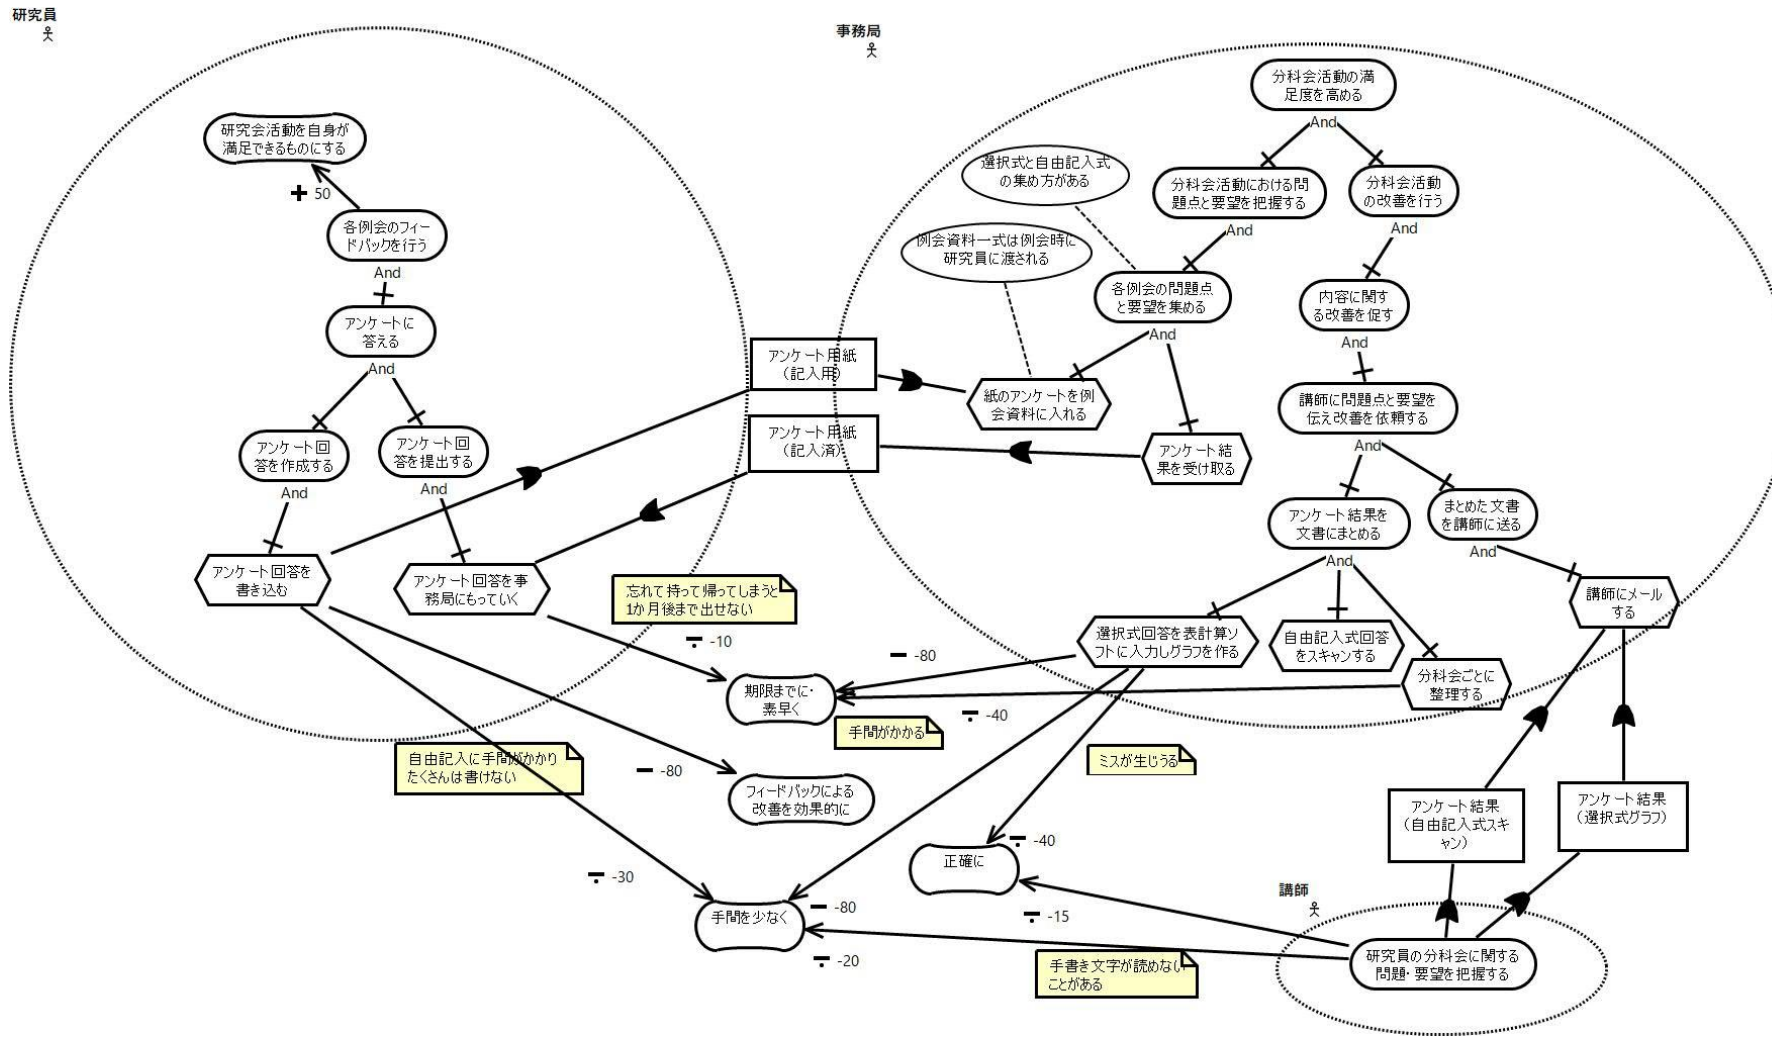 研究員
事務局
研究会活動を自身が
満足できるものにする
50
各例会のフィー
ドバックを行う
And
アンケートに
答える
And
アンケート回
答を作成する
And
アンケート回
答を提出する
And
アンケート回答を
書き込む
アンケート回答を事
務局にもっていく
アンケート用紙
（記入用）
アンケート用紙
（記入済）
分科会活動の満
足度を高める
And
選択式と自由記入式
の集め方がある
分科会活動における問
題点と要望を把握する
And
分科会活動
の改善を行う
And
例会資料一式は例会時に
研究員に渡される
各例会の問題点
と要望を集める
And
内容に関す
る改善を促す
And
紙のアンケートを例
会資料に入れる
アンケート結
果を受け取る
講師に問題点と要望を
伝え改善を依頼する
And
アンケート結果を
文書にまとめる
And
まとめた文書
を講師に送る
And
選択式回答を表計算ソ
フトに入力しグラフを作る
自由記入式回答
をスキャンする
分科会ごとに
整理する
講師にメール
する
忘れて持って帰ってしまうと
1か月後まで出せない
-10
-80
期限までに・
素早く
-40
手間がかかる
自由記入に手間がかかり
たくさんは書けない
-80
フィードバックによる
改善を効果的に
ミスが生じうる
-40
正確に
-15
-30
手間を少なく
-80
-20
手書き文字が読めない
ことがある
アンケート結果
（自由記入式スキ
ャン）
アンケート結果
（選択式グラフ）
講師
研究員の分科会に関する
問題・要望を把握する